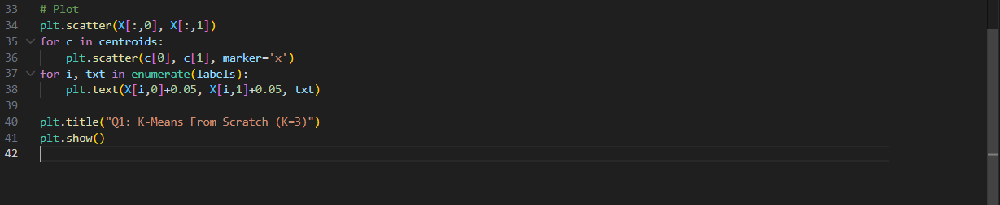 33 # Plot
34 plt.scatter(X[:,0], X[:,1])
35 for c in centroids:
36     plt.scatter(c[0], c[1], marker='x')
37 for i, txt in enumerate(labels):
38     plt.text(X[i,0]+0.05, X[i,1]+0.05, txt)
39
40 plt.title("Q1: K-Means From Scratch (K=3)")
41 plt.show()
42